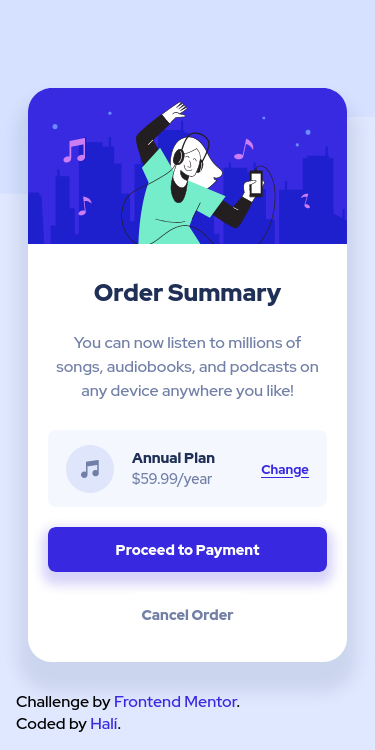 Order Summary
You can now listen to millions of
songs, audiobooks, and podcasts on
any device anywhere you like!
Annual Plan
$59.99/year
Change
Proceed to Payment
Cancel Order
Challenge by Frontend Mentor.
Coded by Halí.